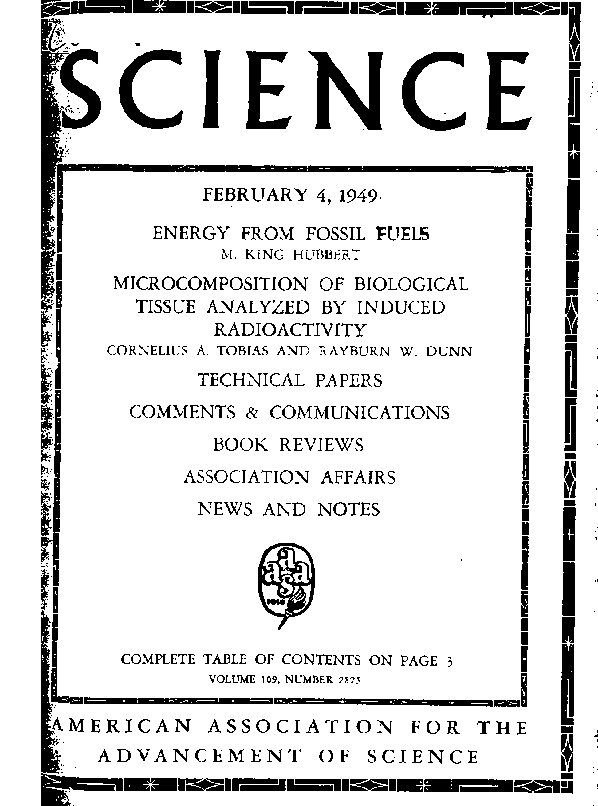 SCIENCE
FEBRUARY 4, 1949
ENERGY FROM FOSSIL FUELS
M. KING HUBBERT
MICROCOMPOSITION OF BIOLOGICAL
TISSUE ANALYZED BY INDUCED
RADIOACTIVITY
CORNELIUS A. TOBIAS AND RAYBURN W. DUNN
TECHNICAL PAPERS
COMMENTS & COMMUNICATIONS
BOOK REVIEWS
ASSOCIATION AFFAIRS
NEWS AND NOTES
aaas
COMPLETE TABLE OF CONTENTS ON PAGE 3
VOLUME 109, NUMBER
AMERICAN ASSOCIATION FOR THE
ADVANCEMENT OF SCIENCE